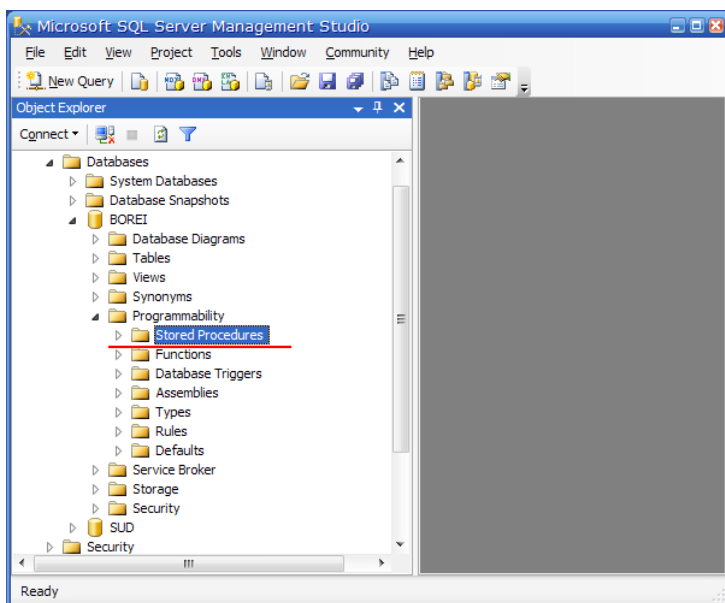 Microsoft SQL Server Management Studio
File Edit View Project Tools Window Community Help
New Query
Object Explorer
Connect
Databases
System Databases
Database Snapshots
BOREI
Database Diagrams
Tables
Views
Synonyms
Programmability
Stored Procedures
Functions
Database Triggers
Assemblies
Types
Rules
Defaults
Service Broker
Storage
Security
SUD
Security
Ready